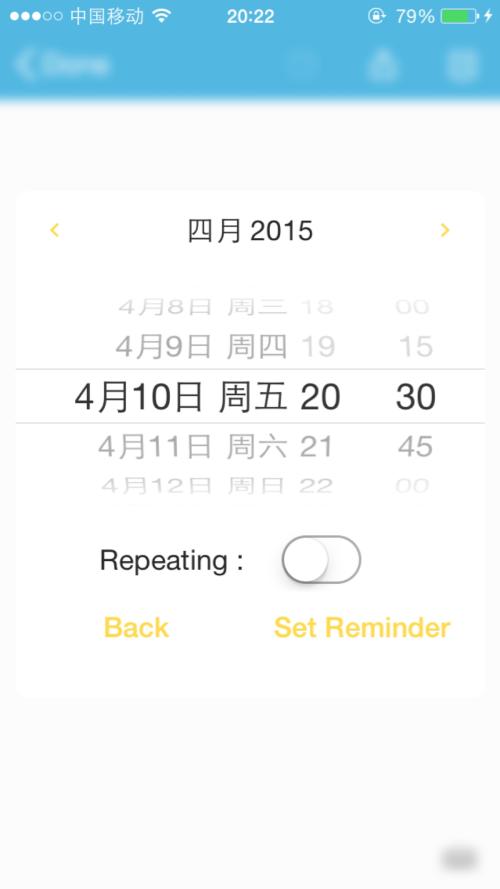 中国移动 20:22 79%
Done
四月 2015
4月8日 周三 18 00
4月9日 周四 19 15
4月10日 周五 20 30
4月11日 周六 21 45
4月12日 周日 22 00
Repeating :
Back Set Reminder